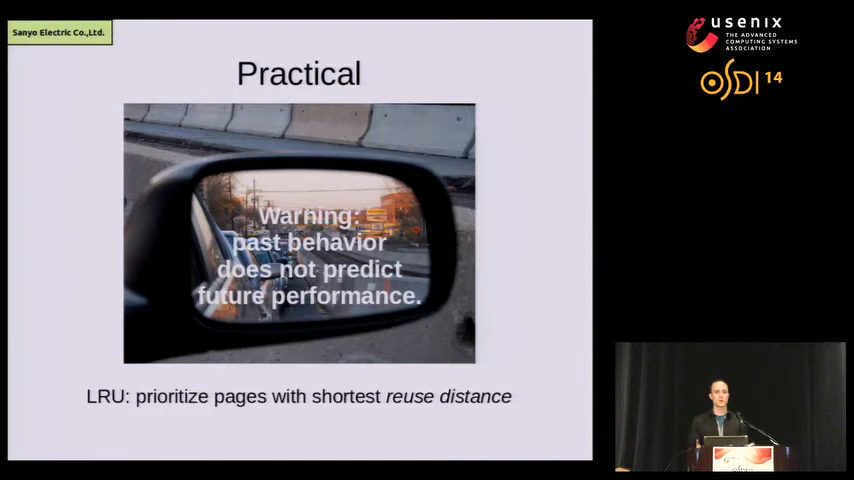 Sanyo Electric Co.,Ltd.
Practical
Warning:
past behavior
does not predict
future performance.
LRU: prioritize pages with shortest reuse distance
usenix
THE ADVANCED
COMPUTING SYSTEMS
ASSOCIATION
OSDI 14